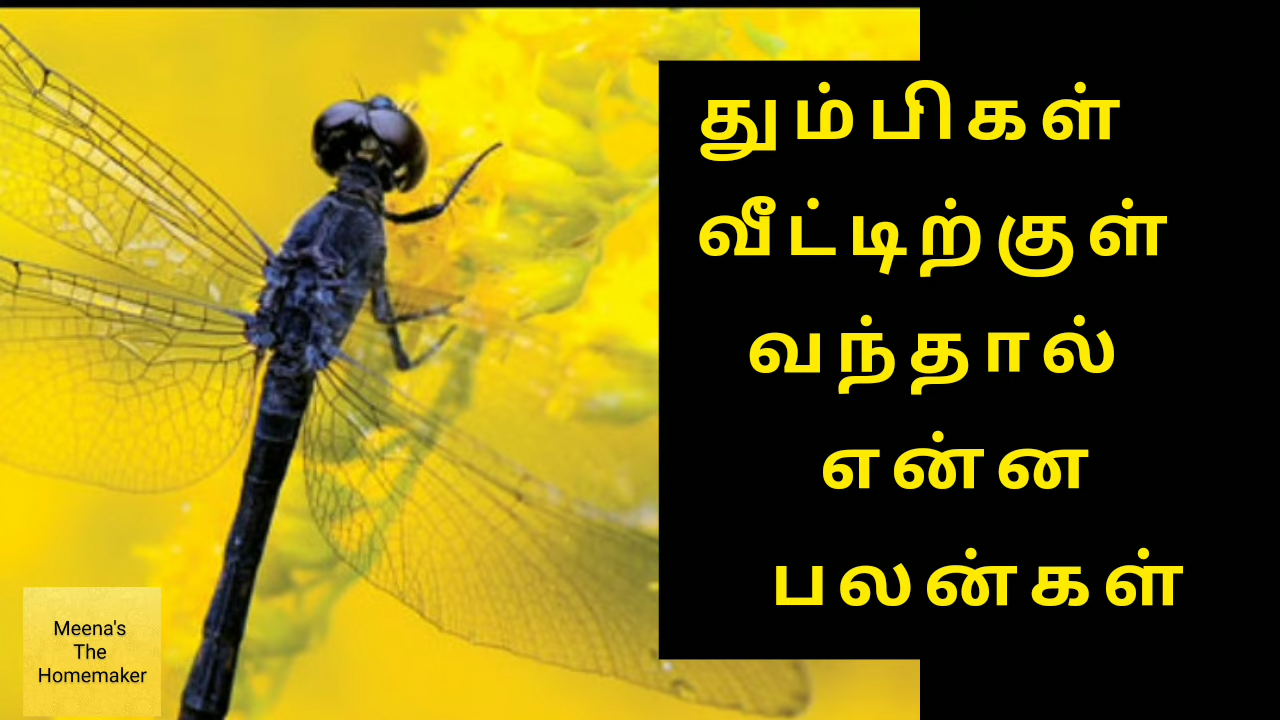 தும்பிகள்
வீட்டிற்குள்
வந்தால்
என்ன
பலன்கள்
Meena's
The
Homemaker